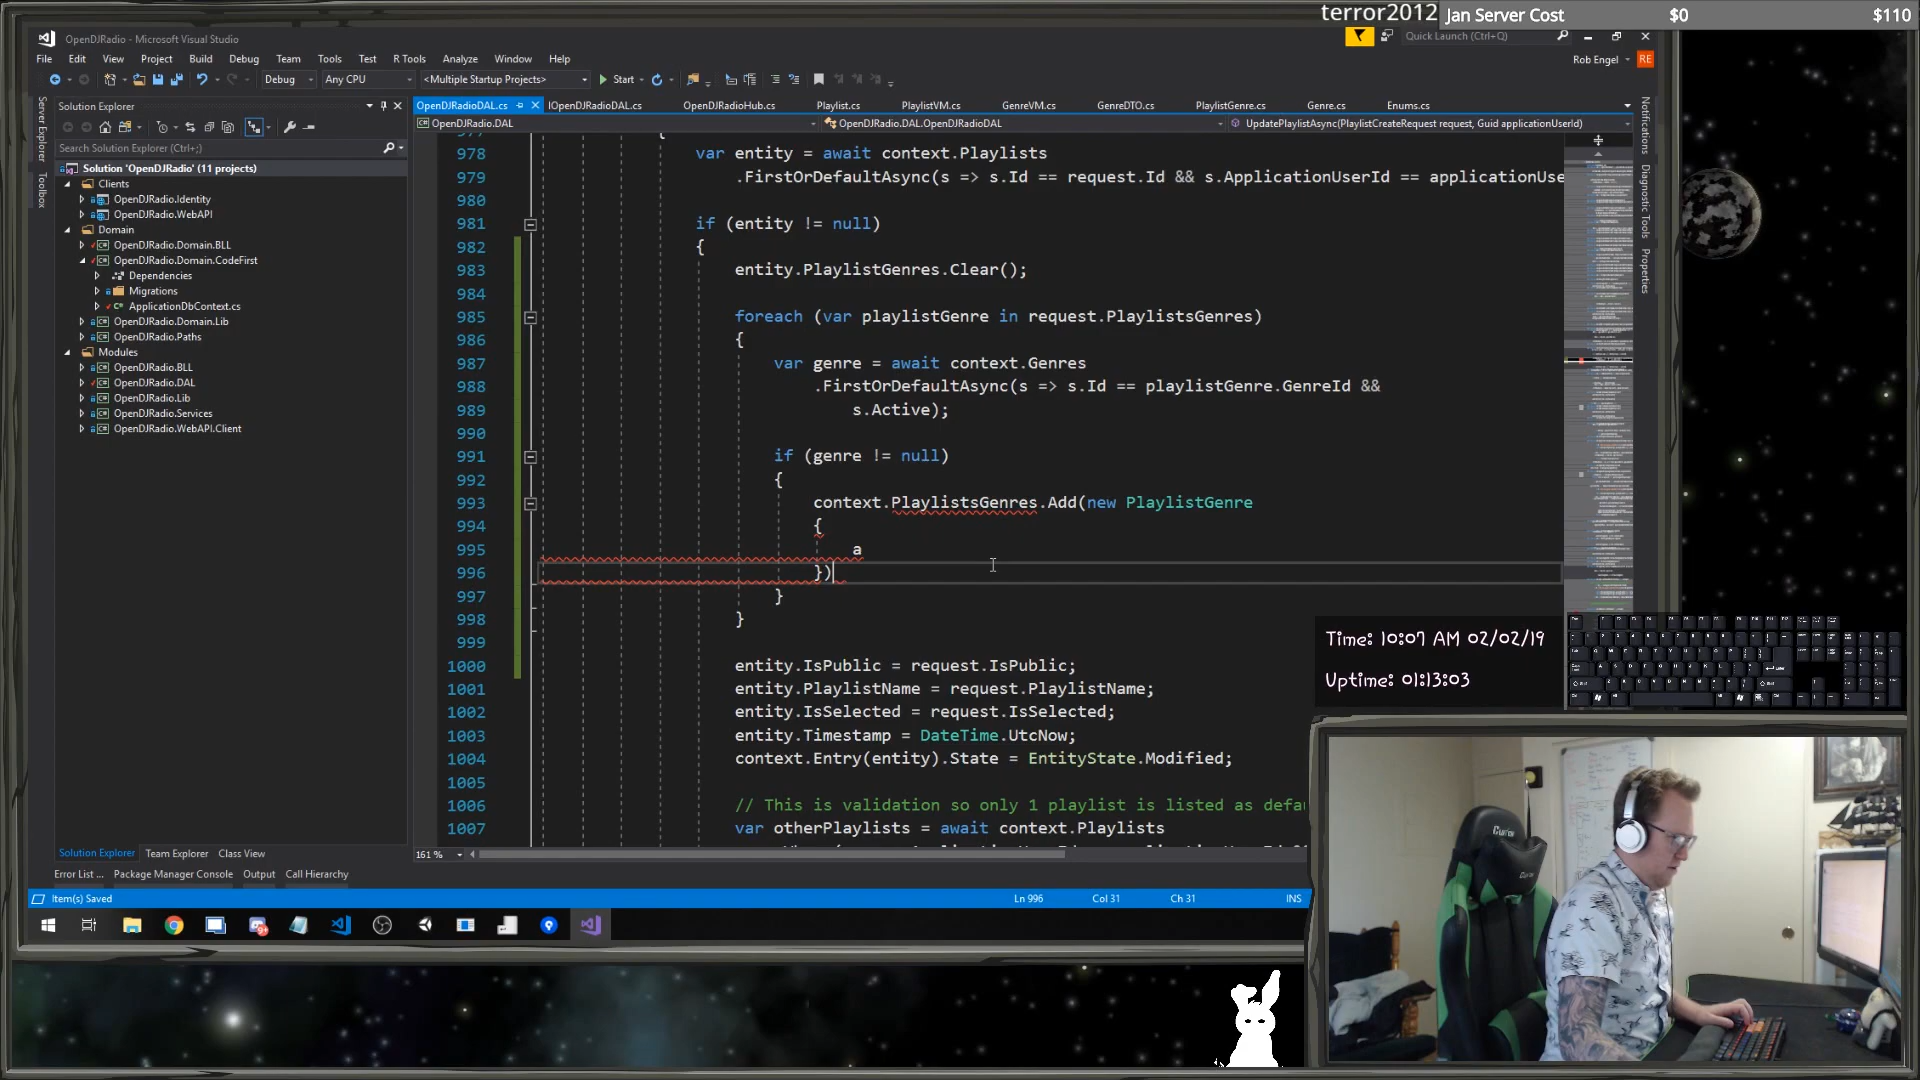 terror2012
Jan Server Cost $0 $110
OpenDJRadio - Microsoft Visual Studio
Quick Launch (Ctrl+Q)
File Edit View Project Build Debug Team Tools Test R Tools Analyze Window Help
Rob Engel RE
Debug Any CPU <Multiple Startup Projects> Start
Server Explorer
Toolbox
Solution Explorer
Search Solution Explorer (Ctrl+;)
Solution 'OpenDJRadio' (11 projects)
Clients
OpenDJRadio.Identity
OpenDJRadio.WebAPI
Domain
OpenDJRadio.Domain.BLL
OpenDJRadio.Domain.CodeFirst
Dependencies
Migrations
ApplicationDbContext.cs
OpenDJRadio.Domain.Lib
OpenDJRadio.Paths
Modules
OpenDJRadio.BLL
OpenDJRadio.DAL
OpenDJRadio.Lib
OpenDJRadio.Services
OpenDJRadio.WebAPI.Client
OpenDJRadioDAL.cs IOpenDJRadioDAL.cs OpenDJRadioHub.cs Playlist.cs PlaylistVM.cs GenreVM.cs GenreDTO.cs PlaylistGenre.cs Genre.cs Enums.cs
OpenDJRadio.DAL OpenDJRadio.DAL.OpenDJRadioDAL UpdatePlaylistAsync(PlaylistCreateRequest request, Guid applicationUserId)
977 {
978 var entity = await context.Playlists
979 .FirstOrDefaultAsync(s => s.Id == request.Id && s.ApplicationUserId == applicationUse
980
981 if (entity != null)
982 {
983 entity.PlaylistGenres.Clear();
984
985 foreach (var playlistGenre in request.PlaylistsGenres)
986 {
987 var genre = await context.Genres
988 .FirstOrDefaultAsync(s => s.Id == playlistGenre.GenreId &&
989 s.Active);
990
991 if (genre != null)
992 {
993 context.PlaylistsGenres.Add(new PlaylistGenre
994 {
995 a
996 })
997 }
998 }
999
1000 entity.IsPublic = request.IsPublic;
1001 entity.PlaylistName = request.PlaylistName;
1002 entity.IsSelected = request.IsSelected;
1003 entity.Timestamp = DateTime.UtcNow;
1004 context.Entry(entity).State = EntityState.Modified;
1005
1006 // This is validation so only 1 playlist is listed as defau
1007 var otherPlaylists = await context.Playlists
Notifications
Diagnostic Tools
Properties
Time: 10:07 AM 02/02/19
Uptime: 01:13:03
161 %
Solution Explorer Team Explorer Class View
Error List ... Package Manager Console Output Call Hierarchy
Item(s) Saved Ln 996 Col 31 Ch 31 INS